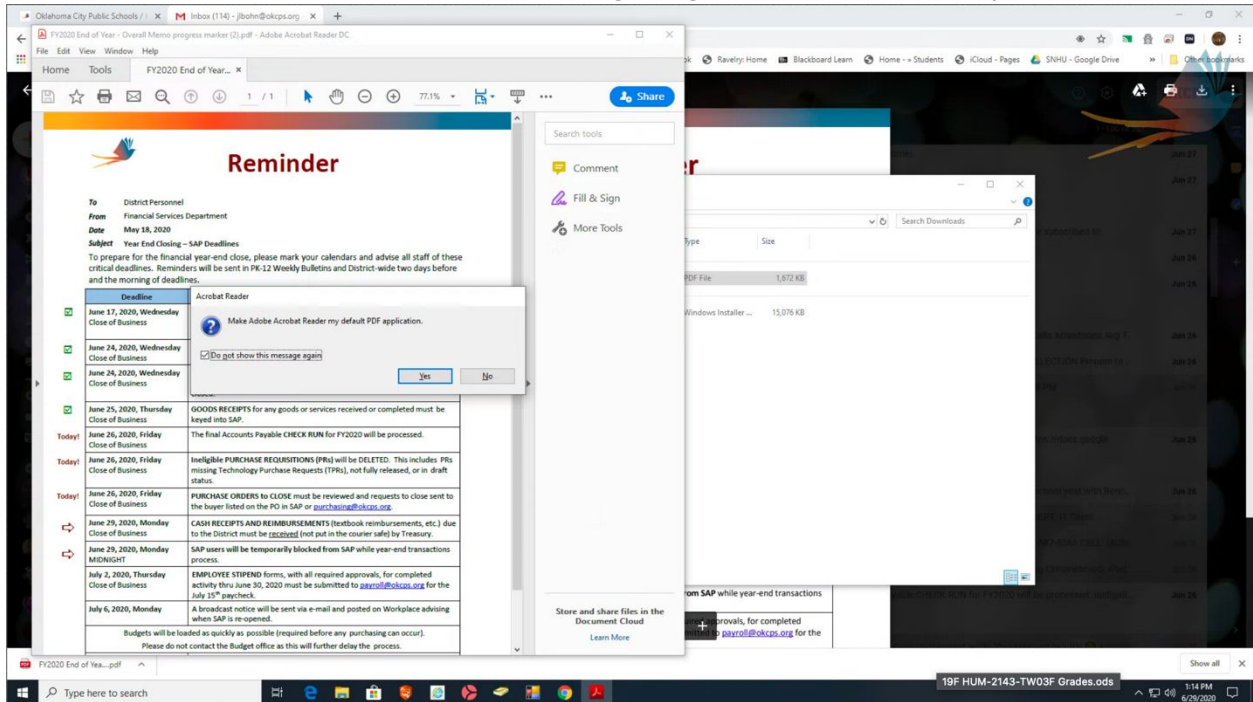 Oklahoma City Public Schools / I
Inbox (114) - jlbohn@okcps.org
FY2020 End of Year - Overall Memo progress marker (2).pdf - Adobe Acrobat Reader DC
File Edit View Window Help
ok Ravelry: Home Blackboard Learn Home - » Students iCloud - Pages SNHU - Google Drive » Other bookmarks
Home Tools FY2020 End of Year...
1 / 1 77.1% Share
Search tools
Comment
Fill & Sign
More Tools
Store and share files in the
Document Cloud
Learn More
Reminder
To District Personnel
From Financial Services Department
Date May 18, 2020
Subject Year End Closing – SAP Deadlines
To prepare for the financial year-end close, please mark your calendars and advise all staff of these
critical deadlines. Reminders will be sent in PK-12 Weekly Bulletins and District-wide two days before
and the morning of deadlines.
Deadline
June 17, 2020, Wednesday
Close of Business
June 24, 2020, Wednesday
Close of Business
June 24, 2020, Wednesday
Close of Business
Acrobat Reader
Make Adobe Acrobat Reader my default PDF application.
Do not show this message again
Yes No
June 25, 2020, Thursday GOODS RECEIPTS for any goods or services received or completed must be
Close of Business keyed into SAP.
Today! June 26, 2020, Friday The final Accounts Payable CHECK RUN for FY2020 will be processed.
Close of Business
Today! June 26, 2020, Friday Ineligible PURCHASE REQUISITIONS (PRs) will be DELETED. This includes PRs
Close of Business missing Technology Purchase Requests (TPRs), not fully released, or in draft
status.
Today! June 26, 2020, Friday PURCHASE ORDERS to CLOSE must be reviewed and requests to close sent to
Close of Business the buyer listed on the PO in SAP or purchasing@okcps.org.
June 29, 2020, Monday CASH RECEIPTS AND REIMBURSEMENTS (textbook reimbursements, etc.) due
Close of Business to the District must be received (not put in the courier safe) by Treasury.
June 29, 2020, Monday SAP users will be temporarily blocked from SAP while year-end transactions
MIDNIGHT process.
July 2, 2020, Thursday EMPLOYEE STIPEND forms, with all required approvals, for completed
Close of Business activity thru June 30, 2020 must be submitted to payroll@okcps.org for the
July 15th paycheck.
July 6, 2020, Monday A broadcast notice will be sent via e-mail and posted on Workplace advising
when SAP is re-opened.
Budgets will be loaded as quickly as possible (required before any purchasing can occur).
Please do not contact the Budget office as this will further delay the process.
Search Downloads
Type Size
PDF File 1,672 KB
Windows Installer ... 15,076 KB
om SAP while year-end transactions
approvals, for completed
payroll@okcps.org for the
FY2020 End of Yea....pdf Show all
19F HUM-2143-TW03F Grades.ods
Type here to search
1:14 PM
6/29/2020